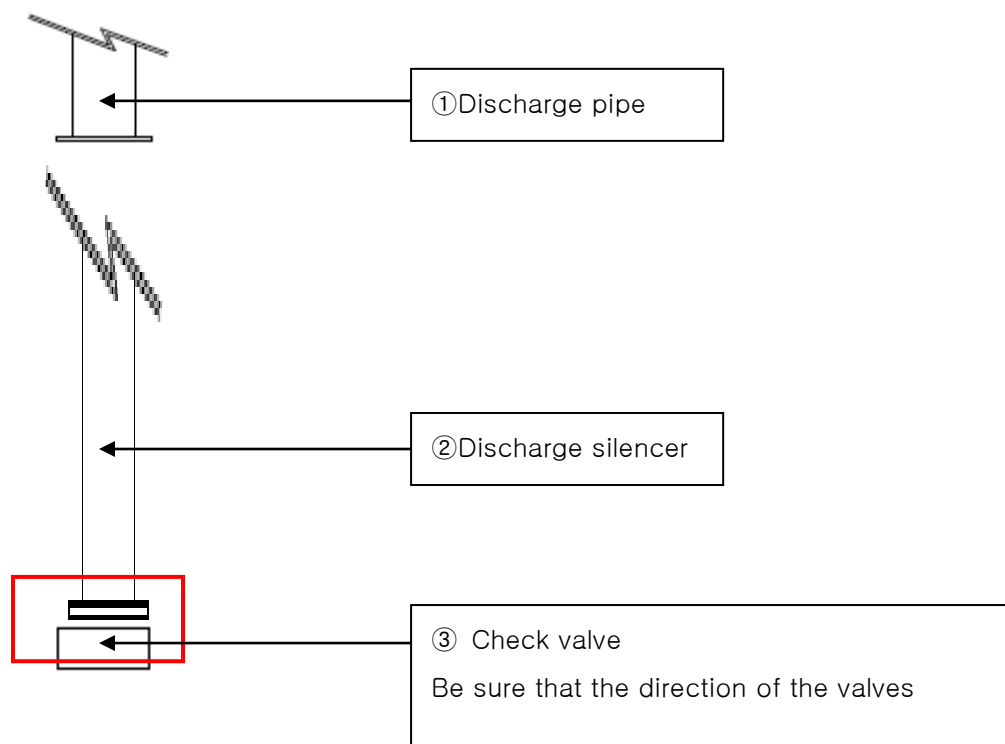 ①Discharge pipe
②Discharge silencer
③ Check valve
Be sure that the direction of the valves